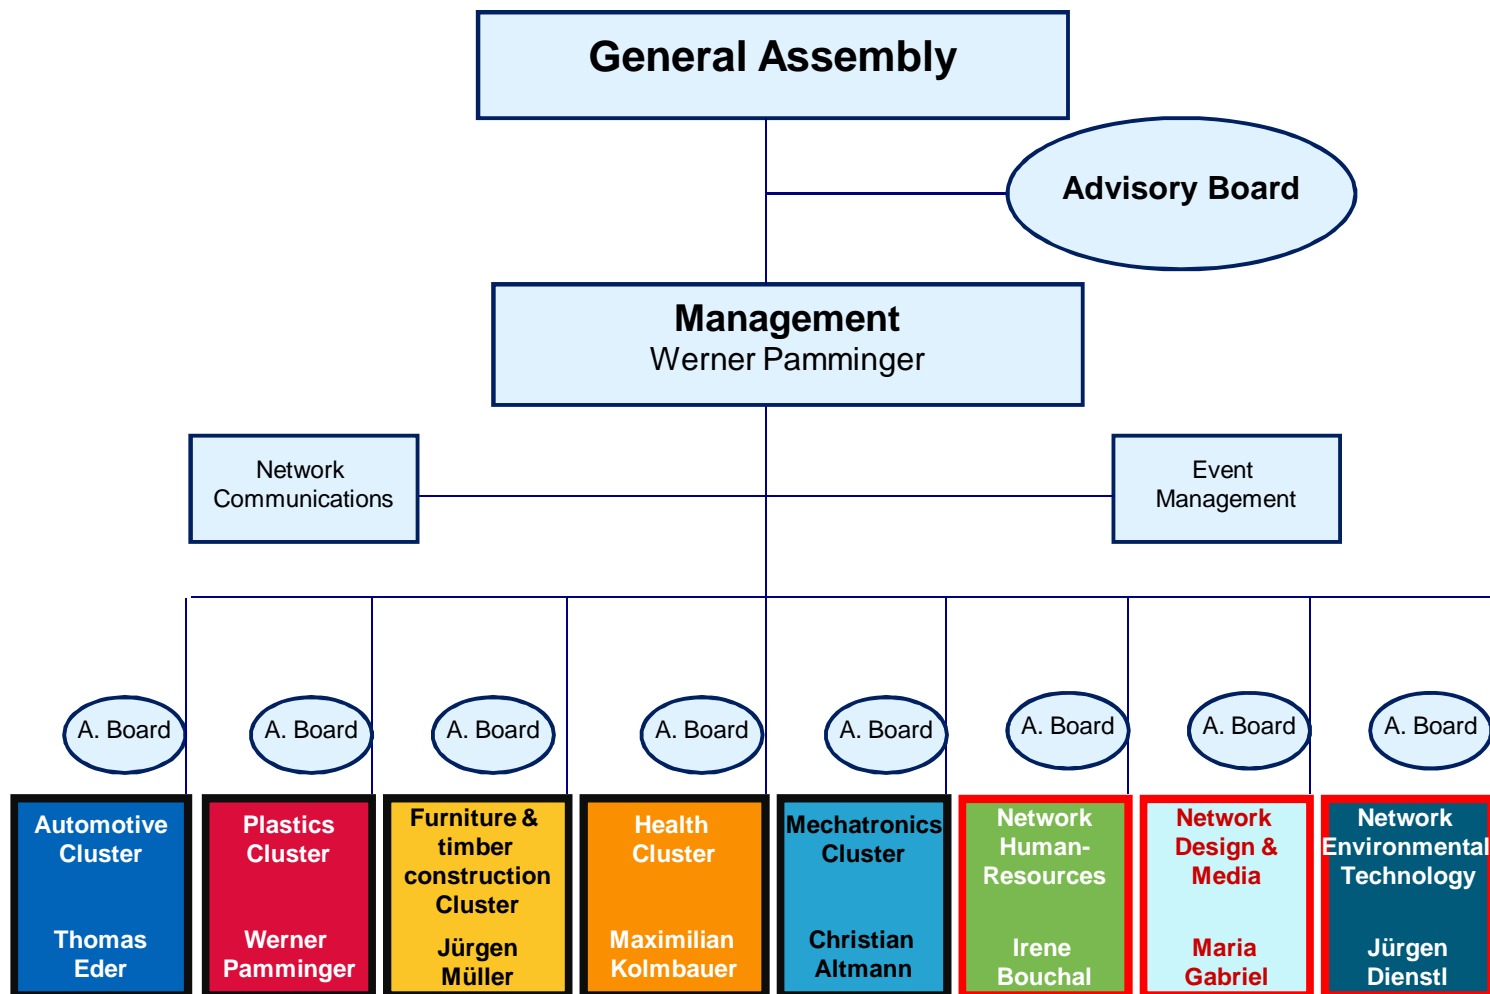 General Assembly
Advisory Board
Management
Werner Pamminger
Network
Communications
Event
Management
A. Board
A. Board
A. Board
A. Board
A. Board
A. Board
A. Board
A. Board
Automotive
Cluster
Thomas
Eder
Plastics
Cluster
Werner
Pamminger
Furniture &
timber
construction
Cluster
Jürgen
Müller
Health
Cluster
Maximilian
Kolmbauer
Mechatronics
Cluster
Christian
Altmann
Network
Human-
Resources
Irene
Bouchal
Network
Design &
Media
Maria
Gabriel
Network
Environmental
Technology
Jürgen
Dienstl